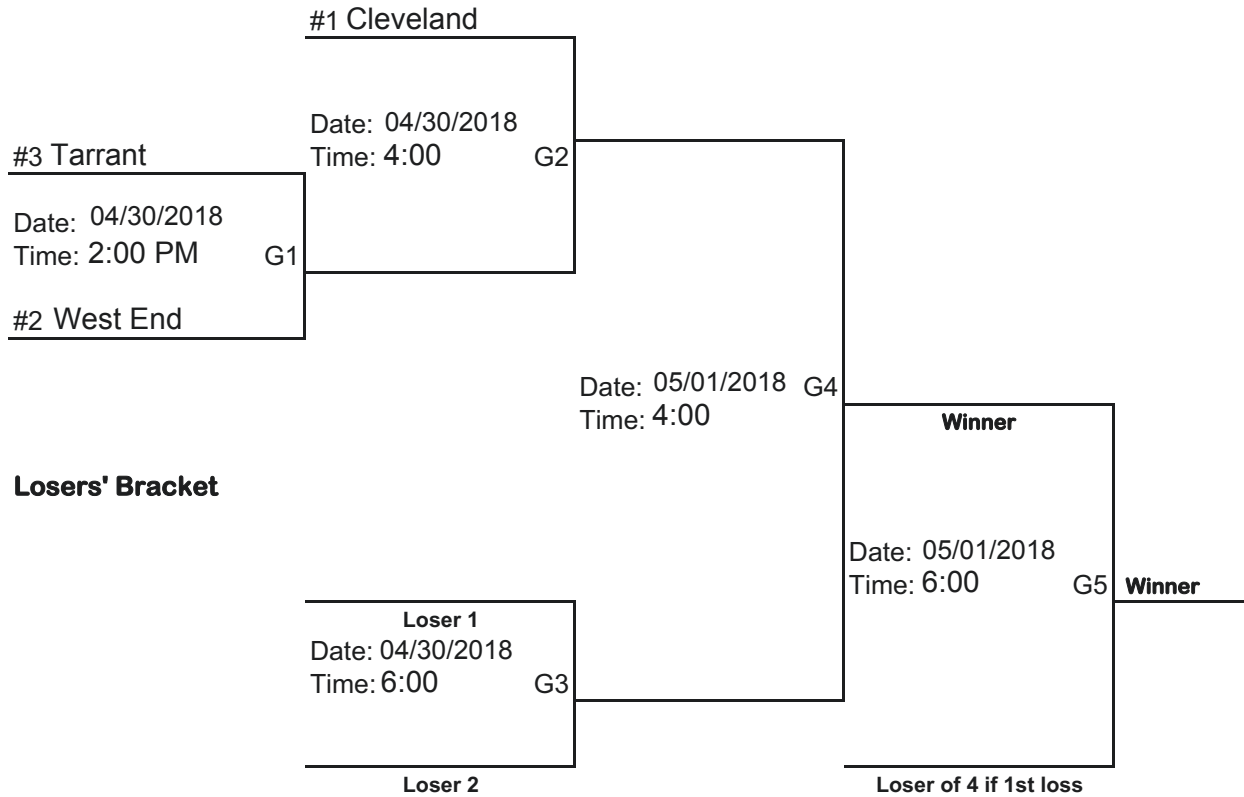 #1 Cleveland
Date: 04/30/2018
Time: 4:00 G2
#3 Tarrant
Date: 04/30/2018
Time: 2:00 PM G1
#2 West End
Date: 05/01/2018 G4
Time: 4:00
Winner
Losers' Bracket
Date: 05/01/2018
Time: 6:00 G5 Winner
Loser 1
Date: 04/30/2018
Time: 6:00 G3
Loser 2
Loser of 4 if 1st loss